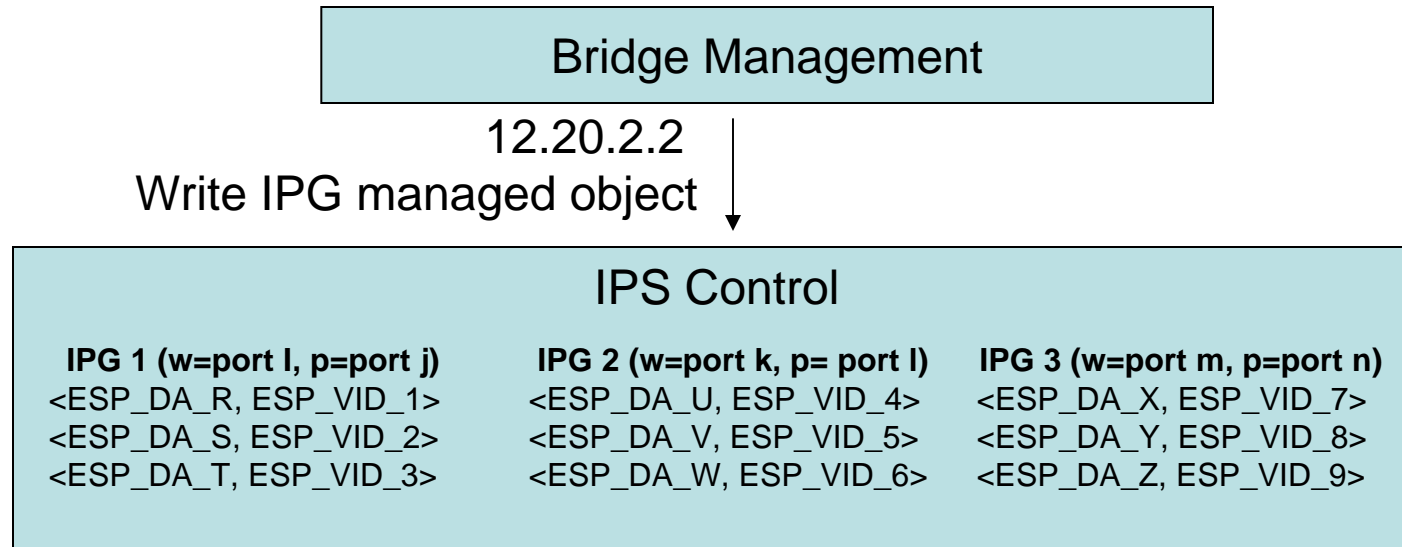 Bridge Management
12.20.2.2
Write IPG managed object
IPS Control
IPG 1 (w=port I, p=port j)
<ESP_DA_R, ESP_VID_1>
<ESP_DA_S, ESP_VID_2>
<ESP_DA_T, ESP_VID_3>
IPG 2 (w=port k, p= port l)
<ESP_DA_U, ESP_VID_4>
<ESP_DA_V, ESP_VID_5>
<ESP_DA_W, ESP_VID_6>
IPG 3 (w=port m, p=port n)
<ESP_DA_X, ESP_VID_7>
<ESP_DA_Y, ESP_VID_8>
<ESP_DA_Z, ESP_VID_9>